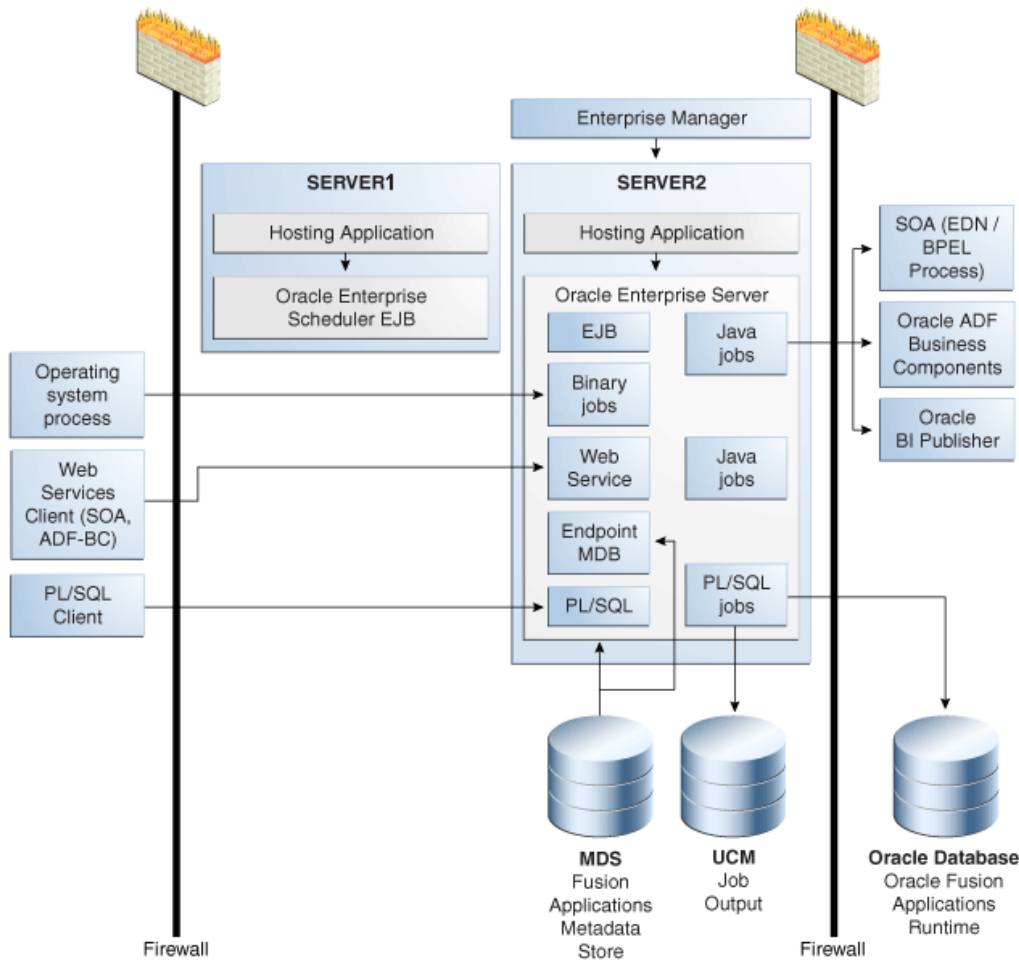 Enterprise Manager
SERVER1
Hosting Application
Oracle Enterprise
Scheduler EJB
SERVER2
Hosting Application
Oracle Enterprise Server
EJB
Java
jobs
Binary
jobs
Web
Service
Java
jobs
Endpoint
MDB
PL/SQL
PL/SQL
jobs
Operating
system
process
Web
Services
Client (SOA,
ADF-BC)
PL/SQL
Client
SOA (EDN /
BPEL
Process)
Oracle ADF
Business
Components
Oracle
BI Publisher
MDS
Fusion
Applications
Metadata
Store
UCM
Job
Output
Oracle Database
Oracle Fusion
Applications
Runtime
Firewall
Firewall